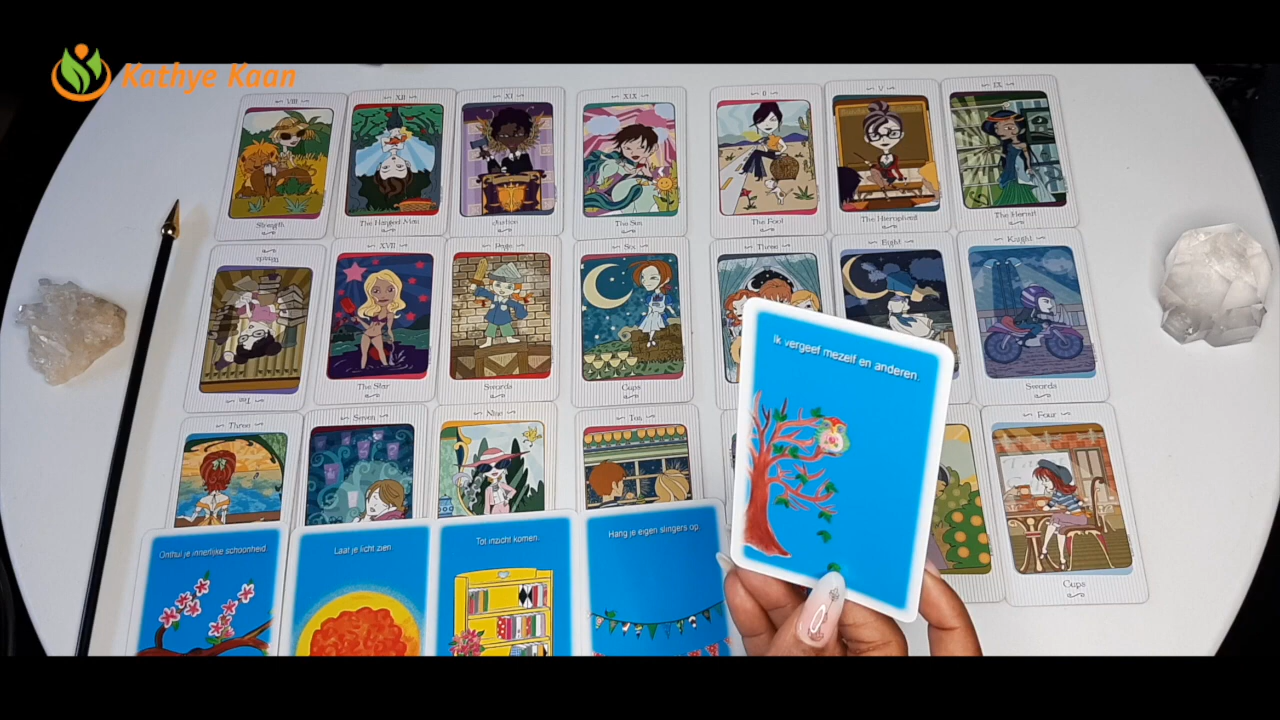 Kathye Kaan
VIII
XII
XI
XIX
0
V
IX
Strength
The Hanged Man
Justice
The Sun
The Fool
The Hierophant
The Hermit
Wands
XVII
Page
Six
Three
Eight
Knight
Ten
The Star
Swords
Cups
Swords
Ik vergeef mezelf en anderen.
Three
Seven
Nine
Ten
Four
Cups
Onthul je innerlijke schoonheid.
Laat je licht zien
Tot inzicht komen.
Hang je eigen slingers op